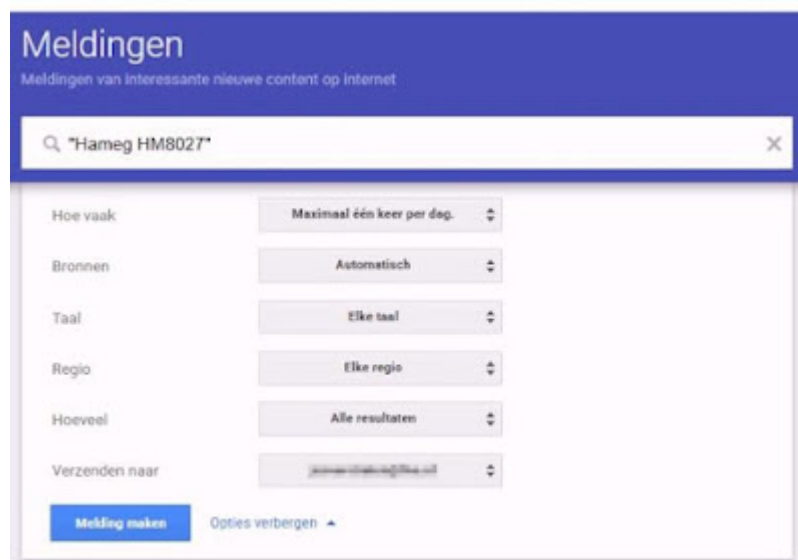 Meldingen
Meldingen van interessante nieuwe content op internet
"Hameg HM8027"
Hoe vaak Maximaal één keer per dag.
Bronnen Automatisch
Taal Elke taal
Regio Elke regio
Hoeveel Alle resultaten
Verzenden naar
Melding maken Opties verbergen